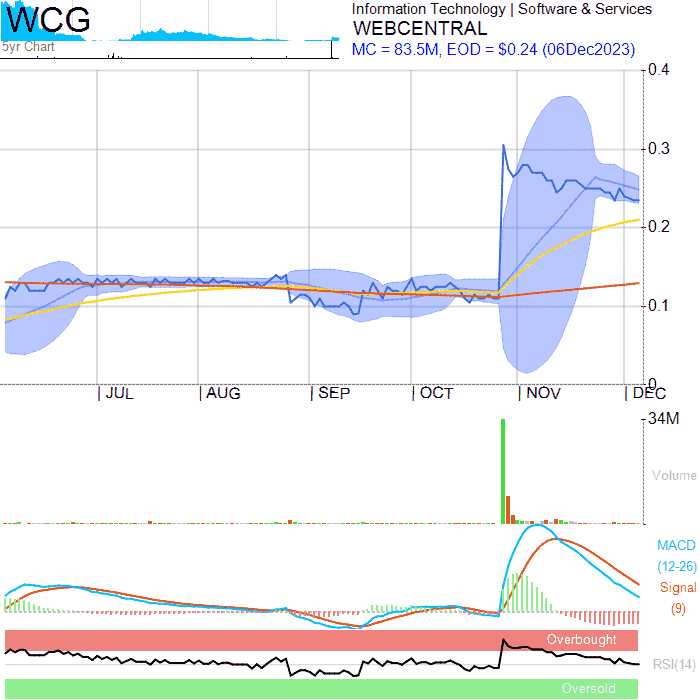 WCG
5yr Chart
Information Technology | Software & Services
WEBCENTRAL
MC = 83.5M, EOD = $0.24 (06Dec2023)
0.4
0.3
0.2
0.1
0
JUL
AUG
SEP
OCT
NOV
DEC
34M
Volume
MACD
(12-26)
Signal
(9)
Overbought
RSI(14)
Oversold